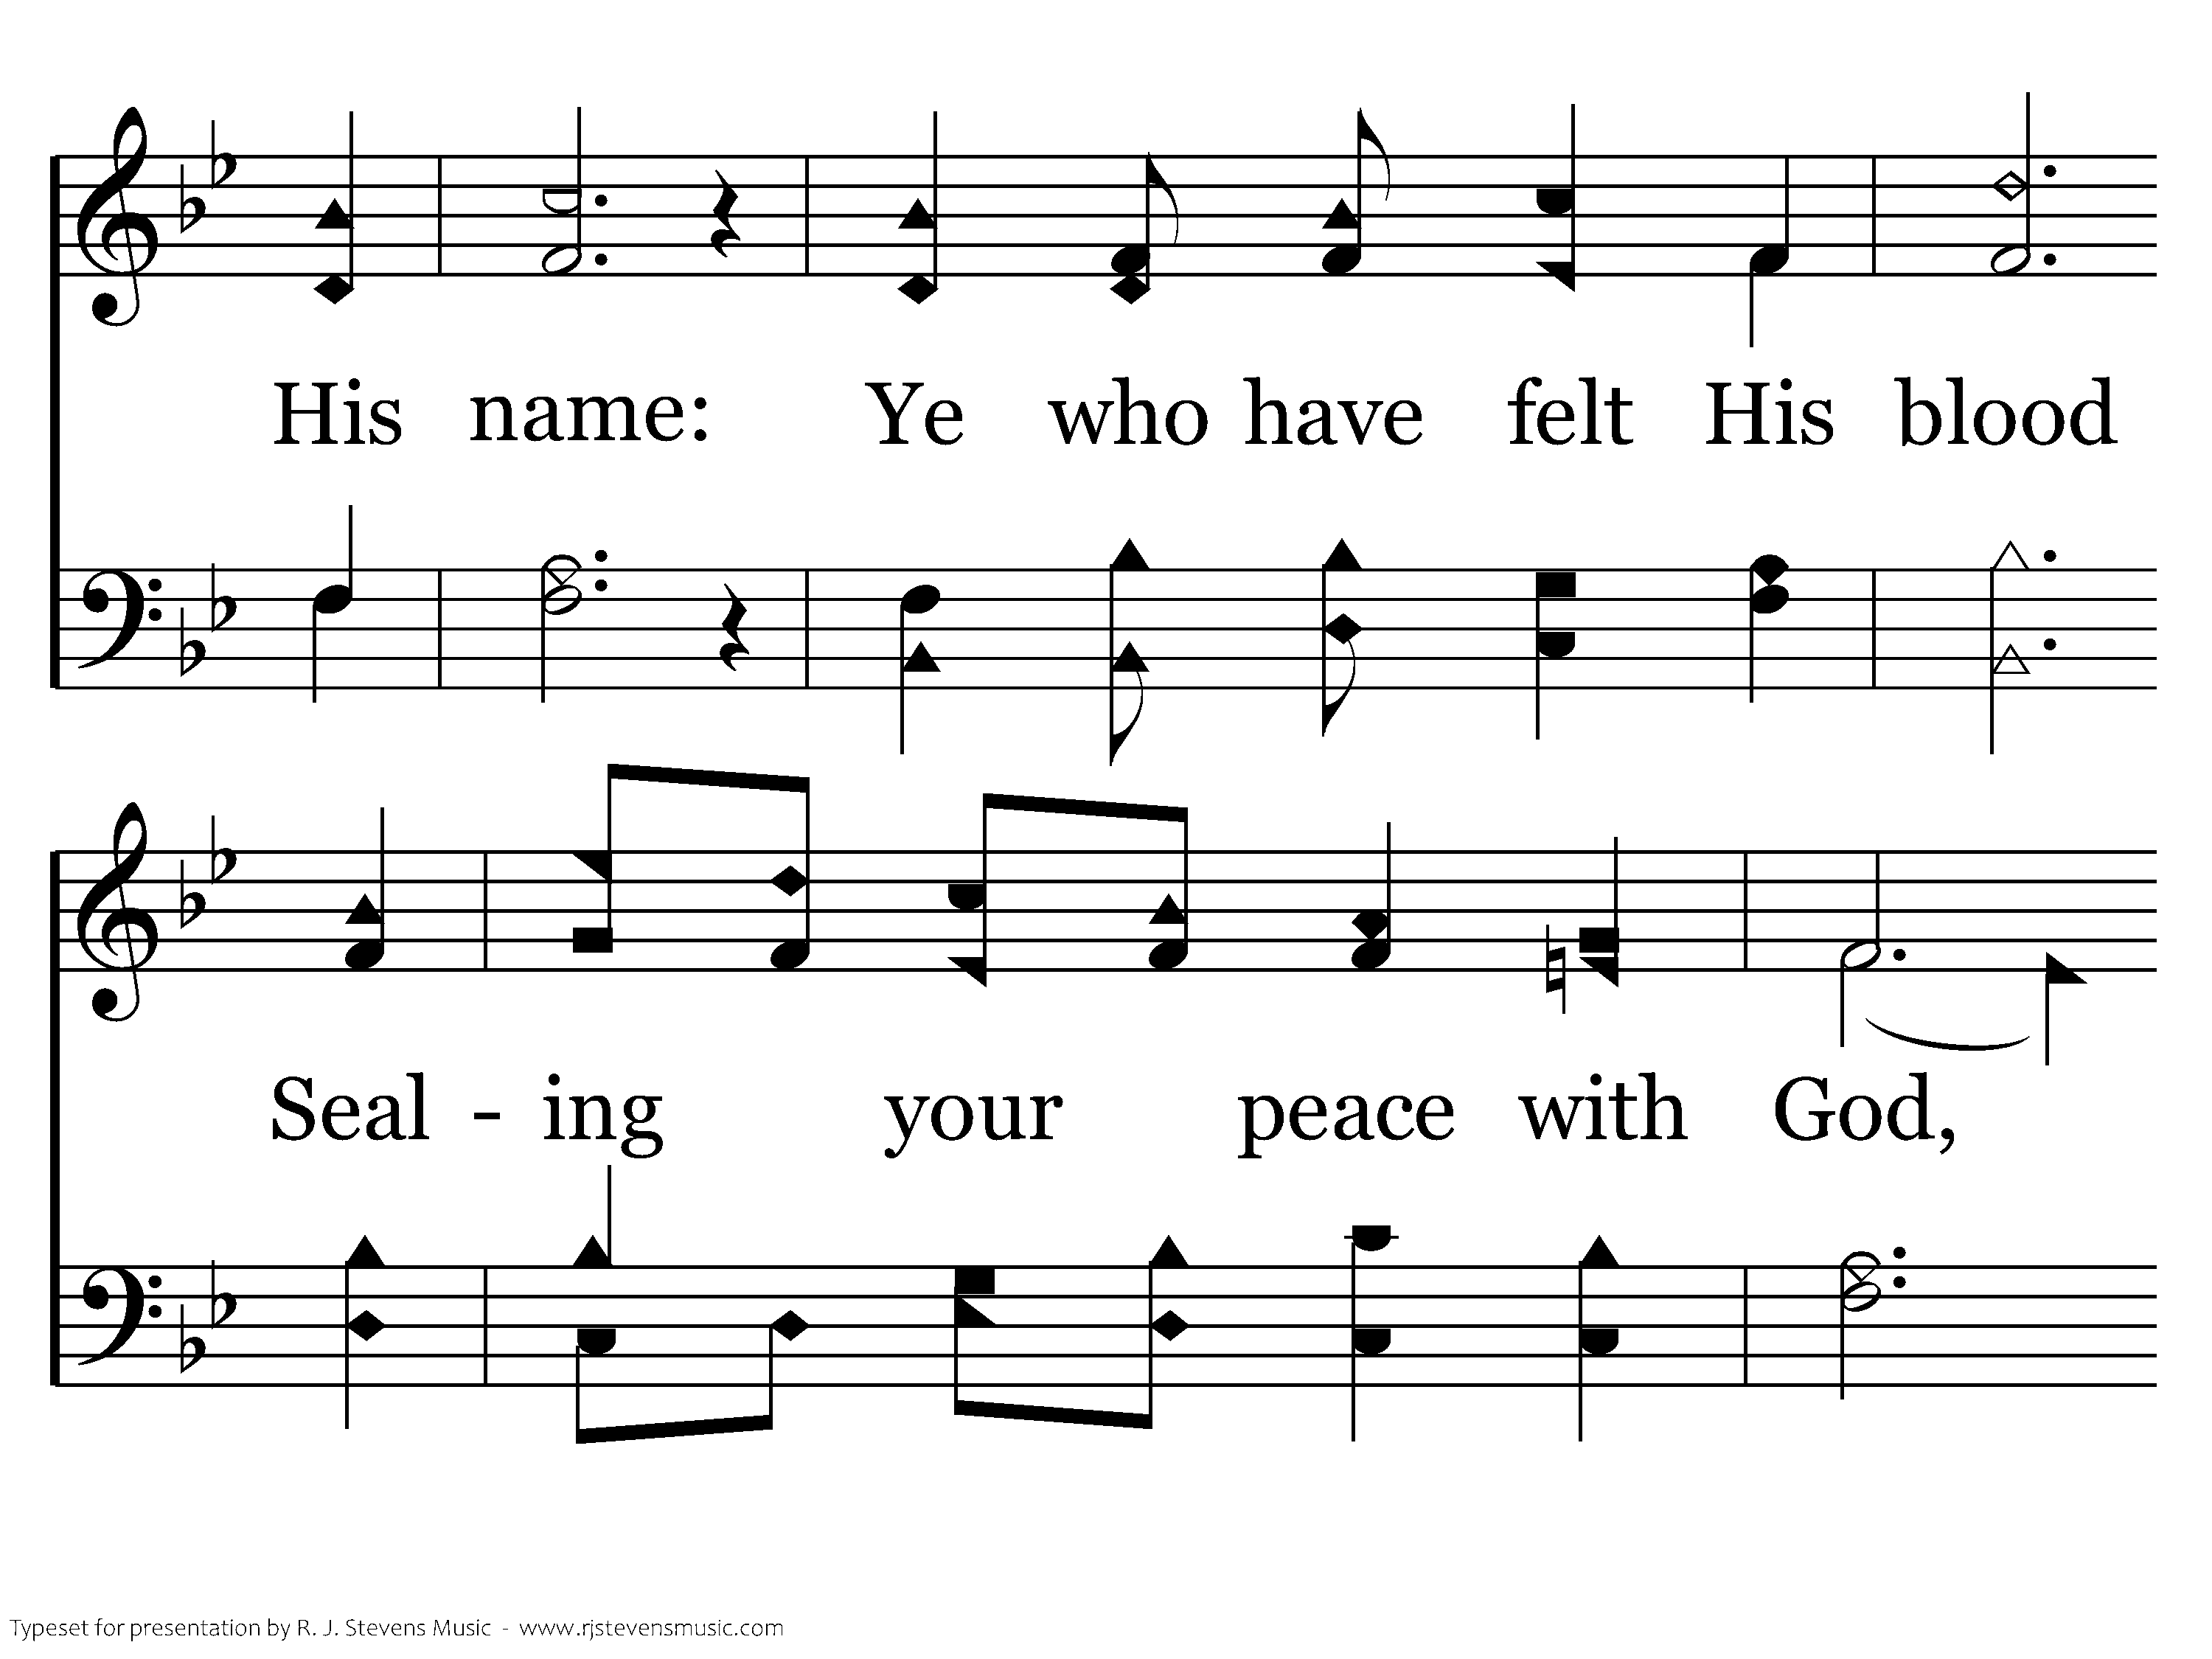 His name: Ye who have felt His blood
Seal - ing your peace with God,
Typeset for presentation by R. J. Stevens Music - www.rjstevensmusic.com